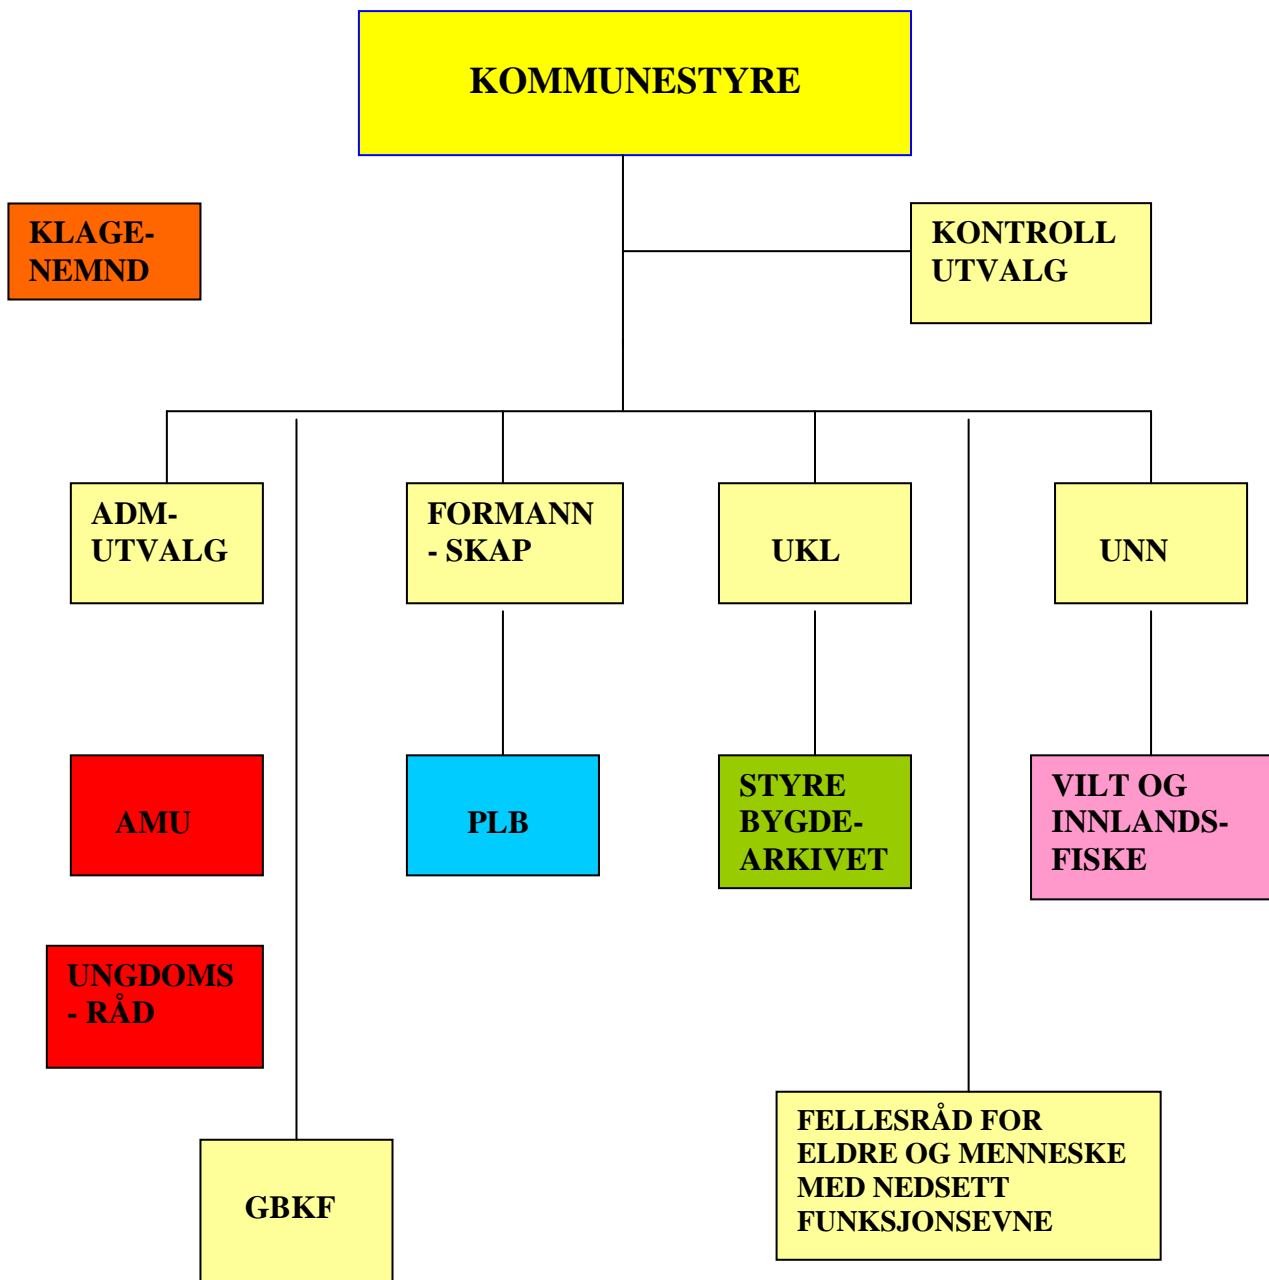 KOMMUNESTYRE
KLAGE-
NEMND
KONTROLL
UTVALG
ADM-
UTVALG
FORMANN
- SKAP
UKL
UNN
AMU
PLB
STYRE
BYGDE-
ARKIVET
VILT OG
INNLANDS-
FISKE
UNGDOMS
- RÅD
GBKF
FELLESRÅD FOR
ELDRE OG MENNESKE
MED NEDSETT
FUNKSJONSEVNE